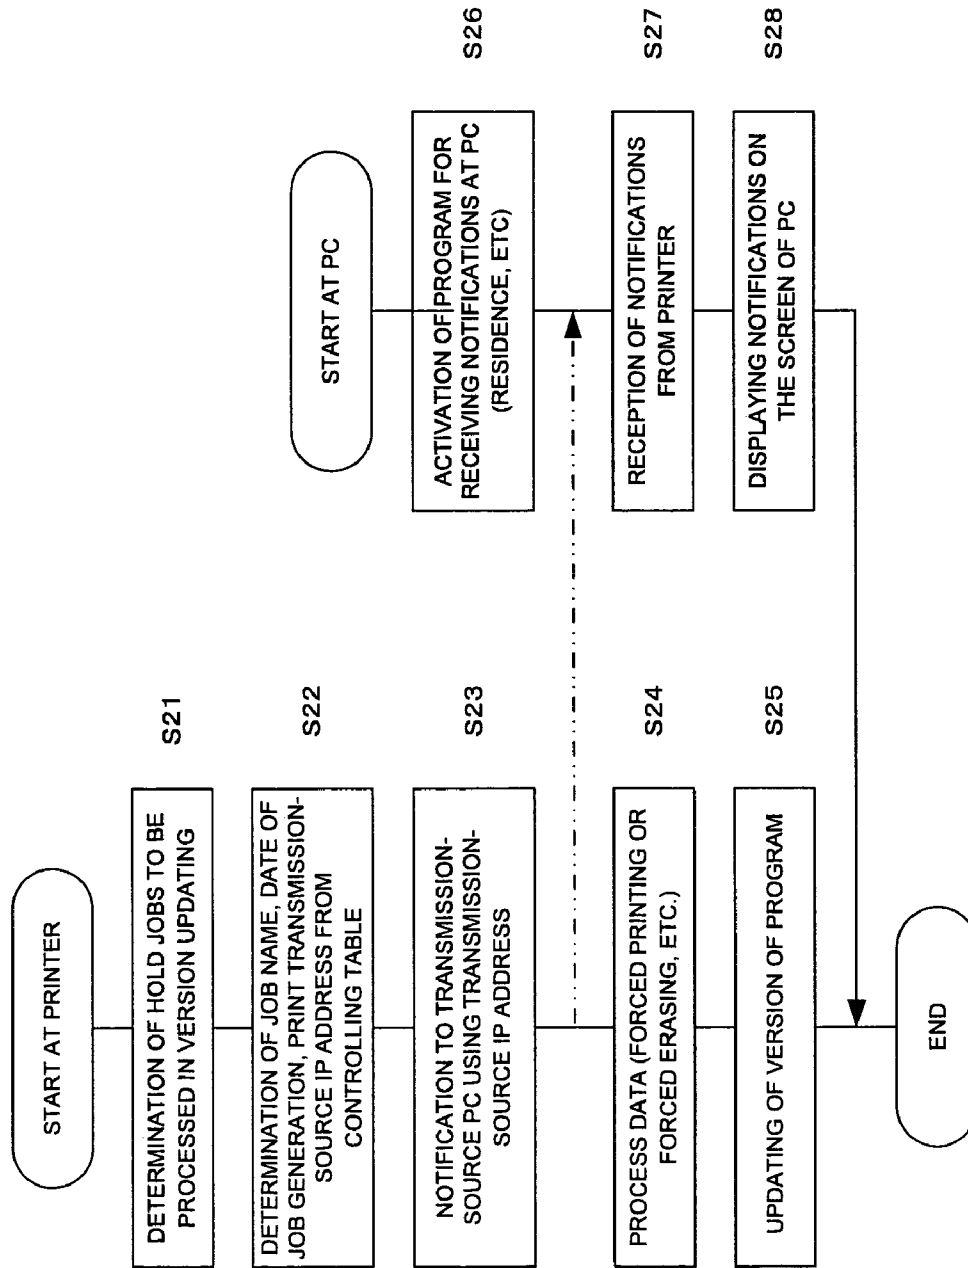 START AT PRINTER
DETERMINATION OF HOLD JOBS TO BE
PROCESSED IN VERSION UPDATING
S21
DETERMINATION OF JOB NAME, DATE OF
JOB GENERATION, PRINT TRANSMISSION-
SOURCE IP ADDRESS FROM
CONTROLLING TABLE
S22
NOTIFICATION TO TRANSMISSION-
SOURCE PC USING TRANSMISSION-
SOURCE IP ADDRESS
S23
PROCESS DATA (FORCED PRINTING OR
FORCED ERASING, ETC.)
S24
UPDATING OF VERSION OF PROGRAM
S25
START AT PC
ACTIVATION OF PROGRAM FOR
RECEIVING NOTIFICATIONS AT PC
(RESIDENCE, ETC)
S26
RECEPTION OF NOTIFICATIONS
FROM PRINTER
S27
DISPLAYING NOTIFICATIONS ON
THE SCREEN OF PC
S28
END